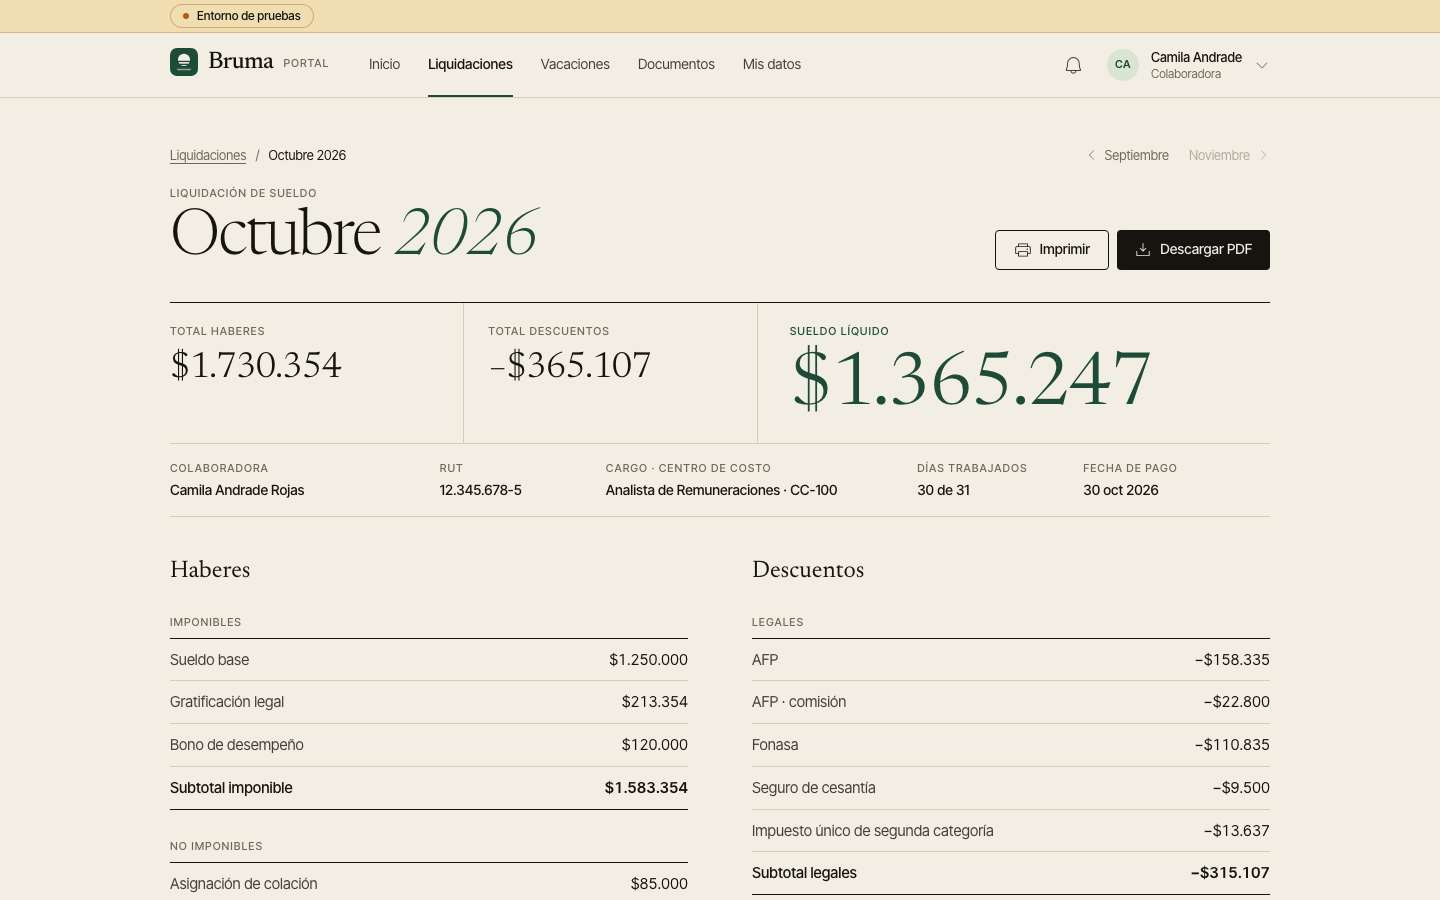 Entorno de pruebas
Bruma PORTAL Inicio Liquidaciones Vacaciones Documentos Mis datos CA Camila Andrade
Colaboradora
Liquidaciones / Octubre 2026 Septiembre Noviembre
LIQUIDACIÓN DE SUELDO
Octubre 2026
Imprimir Descargar PDF
TOTAL HABERES
$1.730.354
TOTAL DESCUENTOS
−$365.107
SUELDO LÍQUIDO
$1.365.247
COLABORADORA
Camila Andrade Rojas
RUT
12.345.678-5
CARGO · CENTRO DE COSTO
Analista de Remuneraciones · CC-100
DÍAS TRABAJADOS
30 de 31
FECHA DE PAGO
30 oct 2026
Haberes
IMPONIBLES
Sueldo base $1.250.000
Gratificación legal $213.354
Bono de desempeño $120.000
Subtotal imponible $1.583.354
NO IMPONIBLES
Asignación de colación $85.000
Descuentos
LEGALES
AFP −$158.335
AFP · comisión −$22.800
Fonasa −$110.835
Seguro de cesantía −$9.500
Impuesto único de segunda categoría −$13.637
Subtotal legales −$315.107